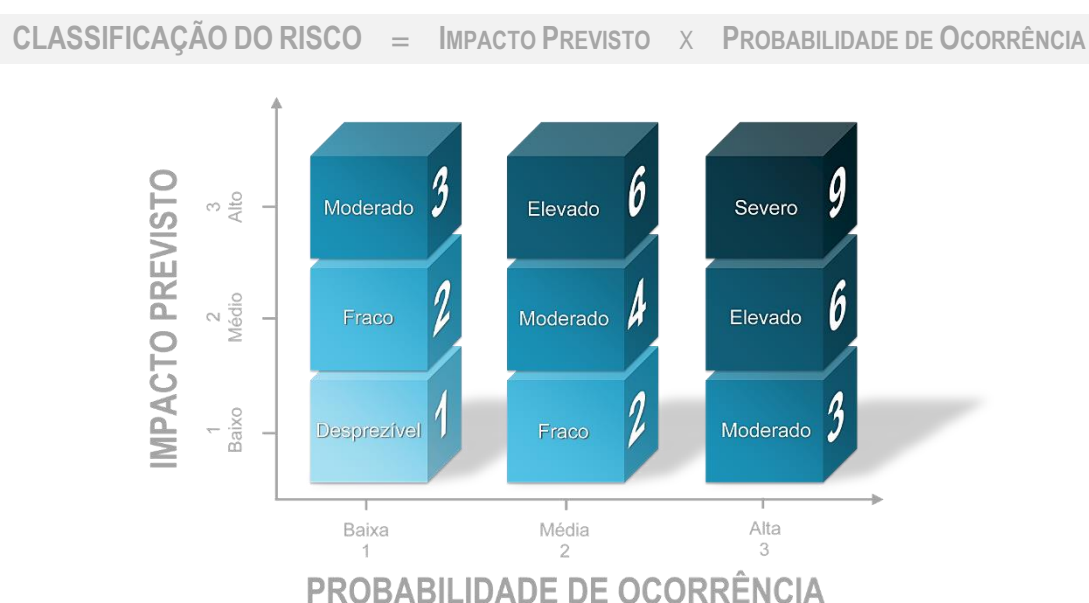 CLASSIFICAÇÃO DO RISCO = IMPACTO PREVISTO X PROBABILIDADE DE OCORRÊNCIA
IMPACTO PREVISTO
3
Alto
Moderado 3
Elevado 6
Severo 9
2
Médio
Fraco 2
Moderado 4
Elevado 6
1
Baixo
Desprezível 1
Fraco 2
Moderado 3
Baixa
1
Média
2
Alta
3
PROBABILIDADE DE OCORRÊNCIA